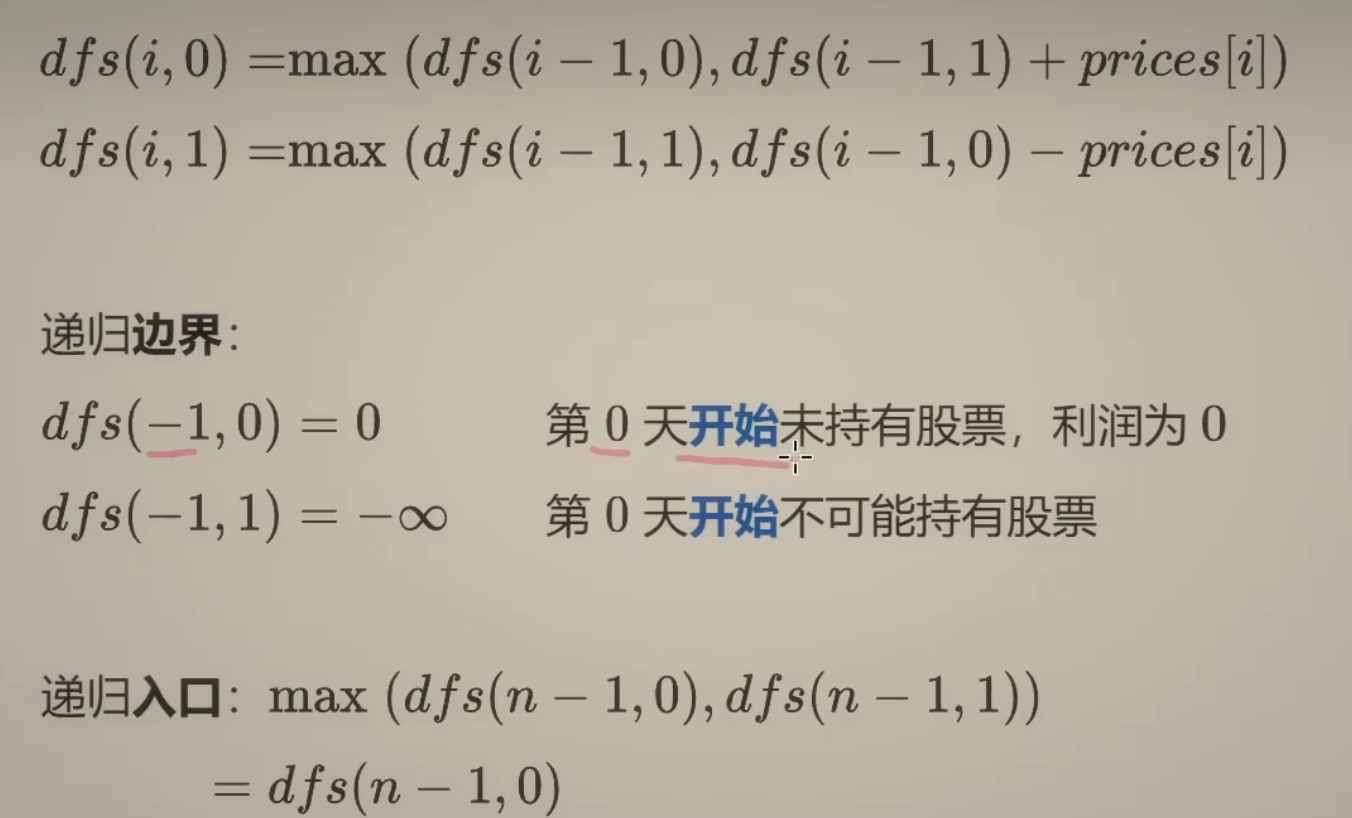 dfs(i, 0) =max (dfs(i − 1, 0), dfs(i − 1, 1) + prices[i])
dfs(i, 1) =max (dfs(i − 1, 1), dfs(i − 1, 0) − prices[i])
递归边界：
dfs(−1, 0) = 0 第 0 天开始未持有股票，利润为 0
dfs(−1, 1) = −∞ 第 0 天开始不可能持有股票
递归入口：max (dfs(n − 1, 0), dfs(n − 1, 1))
= dfs(n − 1, 0)